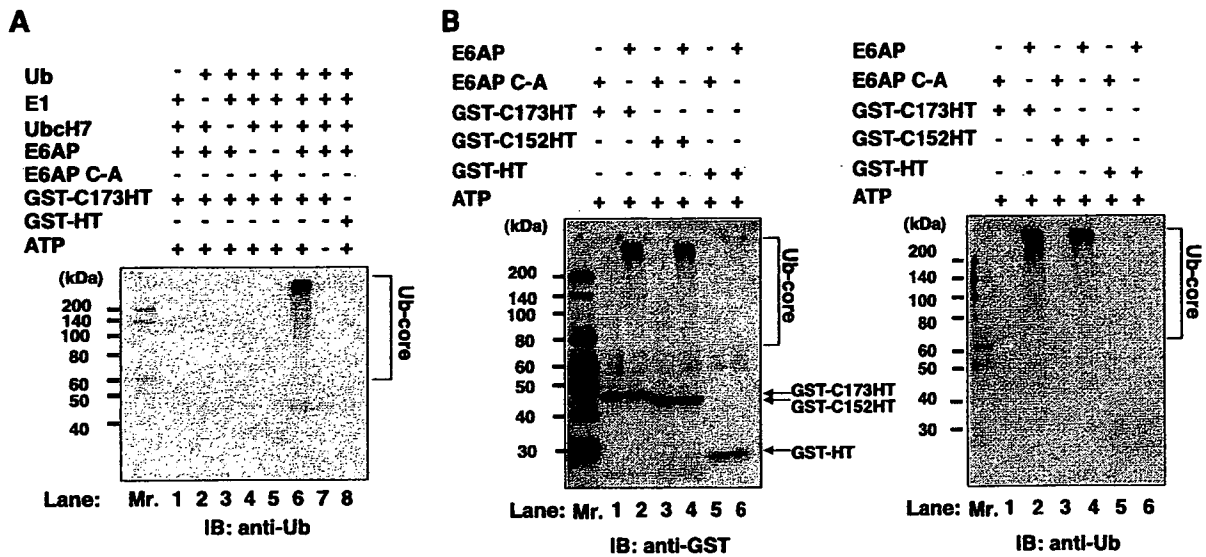 A
Ub - + + + + + + +
E1 + - + + + + + +
UbcH7 + + - + + + + +
E6AP + + + - - + + +
E6AP C-A - - - - + - - -
GST-C173HT + + + + + + + -
GST-HT - - - - - - - +
ATP + + + + + + - +
(kDa)
200
140
100
80
60
50
40
Ub-core
Lane: Mr. 1 2 3 4 5 6 7 8
IB: anti-Ub
B
E6AP - + - + - +
E6AP C-A + - + - + -
GST-C173HT + + - - - -
GST-C152HT - - + + - -
GST-HT - - - - + +
ATP + + + + + +
(kDa)
200
140
100
80
60
50
40
30
Ub-core
GST-C173HT
GST-C152HT
GST-HT
Lane: Mr. 1 2 3 4 5 6
IB: anti-GST
E6AP - + - + - +
E6AP C-A + - + - + -
GST-C173HT + + - - - -
GST-C152HT - - + + - -
GST-HT - - - - + +
ATP + + + + + +
(kDa)
200
140
100
80
60
50
40
30
Ub-core
Lane: Mr. 1 2 3 4 5 6
IB: anti-Ub